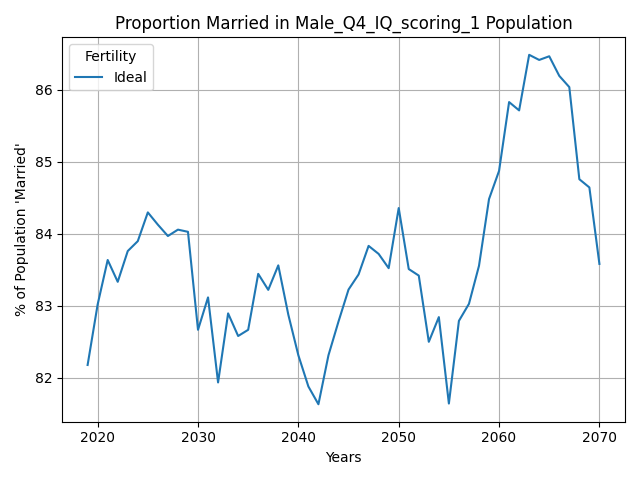 Proportion Married in Male_Q4_IQ_scoring_1 Population
Fertility
Ideal
% of Population 'Married'
86
85
84
83
82
2020 2030 2040 2050 2060 2070
Years